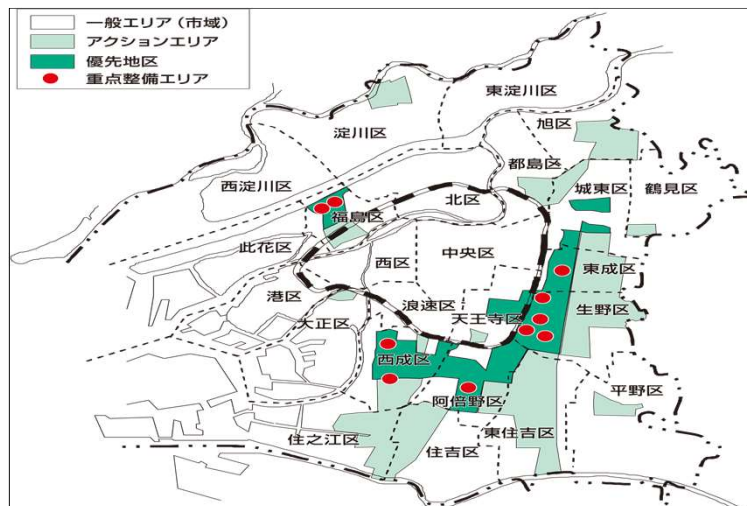 一般エリア（市域）
アクションエリア
優先地区
重点整備エリア
東淀川区
淀川区
旭区
都島区
西淀川区
城東区
鶴見区
北区
福島区
此花区
中央区
西区
東成区
港区
浪速区
生野区
大正区
天王寺区
西成区
平野区
阿倍野区
住之江区
東住吉区
住吉区